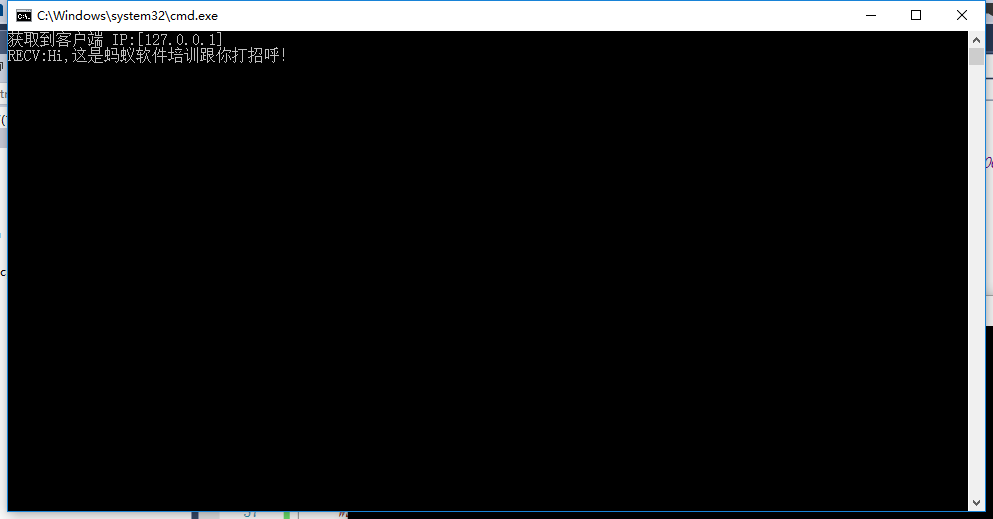 C:\Windows\system32\cmd.exe
获取到客户端 IP:[127.0.0.1]
RECV:Hi,这是蚂蚁软件培训跟你打招呼!